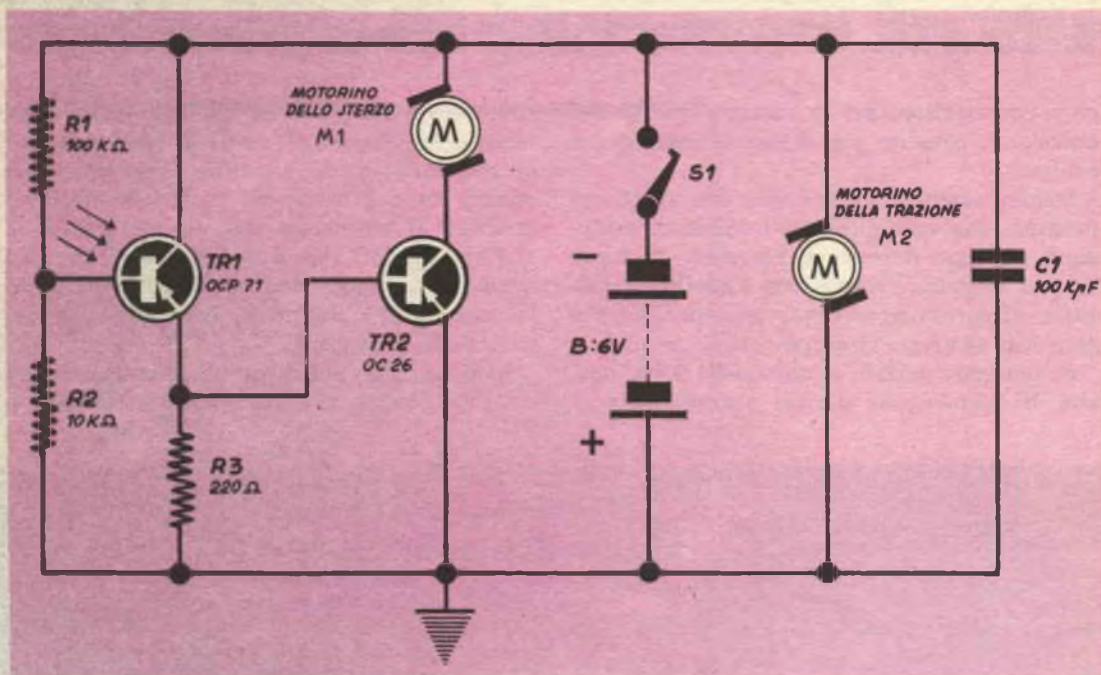 R1
100 KΩ
TR1
OCP 71
R2
10 KΩ
R3
220 Ω
MOTORINO
DELLO STERZO
M1
M
TR2
OC 26
S1
–
B:6V
+
MOTORINO
DELLA TRAZIONE
M2
M
C1
100 KpF